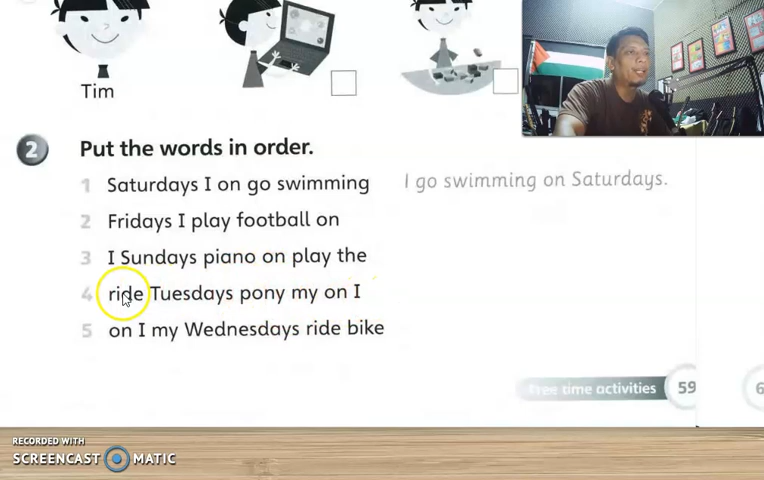 Tim
2 Put the words in order.
1 Saturdays I on go swimming I go swimming on Saturdays.
2 Fridays I play football on
3 I Sundays piano on play the
4 ride Tuesdays pony my on I
5 on I my Wednesdays ride bike
Free time activities 59 6
RECORDED WITH
SCREENCAST MATIC